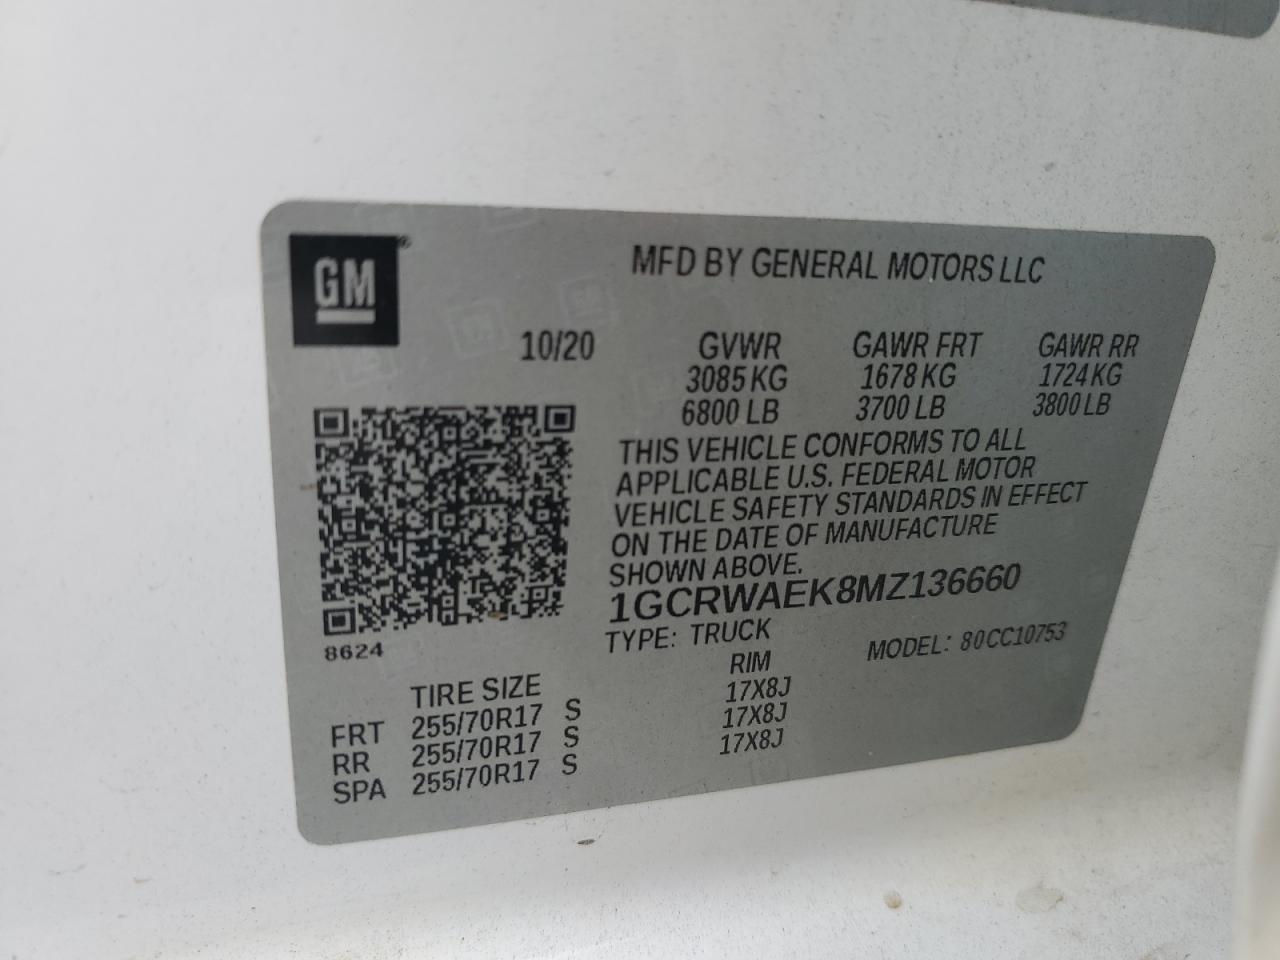 GM
MFD BY GENERAL MOTORS LLC
10/20 GVWR GAWR FRT GAWR RR
3085 KG 1678 KG 1724 KG
6800 LB 3700 LB 3800 LB
THIS VEHICLE CONFORMS TO ALL
APPLICABLE U.S. FEDERAL MOTOR
VEHICLE SAFETY STANDARDS IN EFFECT
ON THE DATE OF MANUFACTURE
SHOWN ABOVE.
1GCRWAEK8MZ136660
TYPE: TRUCK MODEL: 80CC10753
8624
TIRE SIZE RIM
FRT 255/70R17 S 17X8J
RR 255/70R17 S 17X8J
SPA 255/70R17 S 17X8J